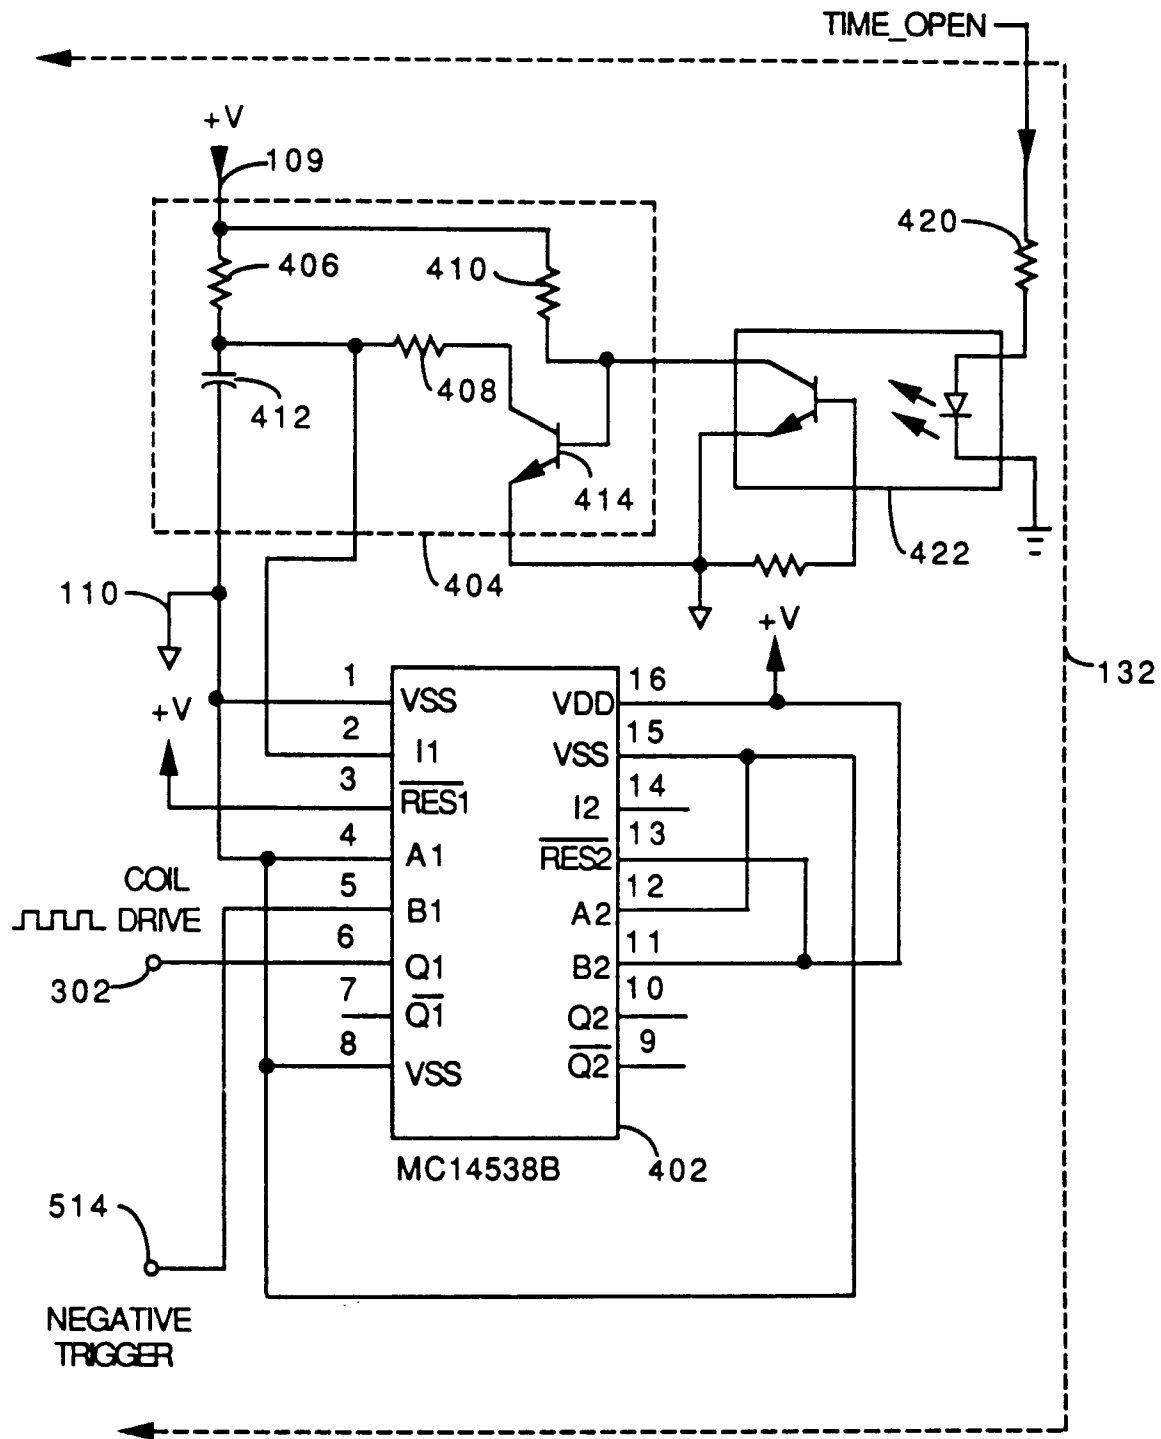 TIME_OPEN
+V
109
420
406
410
408
412
414
422
404
110
+V
132
1
16
VSS
VDD
+V
2
15
I1
VSS
3
14
RES1
I2
4
13
A1
RES2
COIL
5
12
DRIVE
B1
A2
6
11
302
Q1
B2
7
10
Q1
Q2
8
9
VSS
Q2
MC14538B
402
514
NEGATIVE
TRIGGER